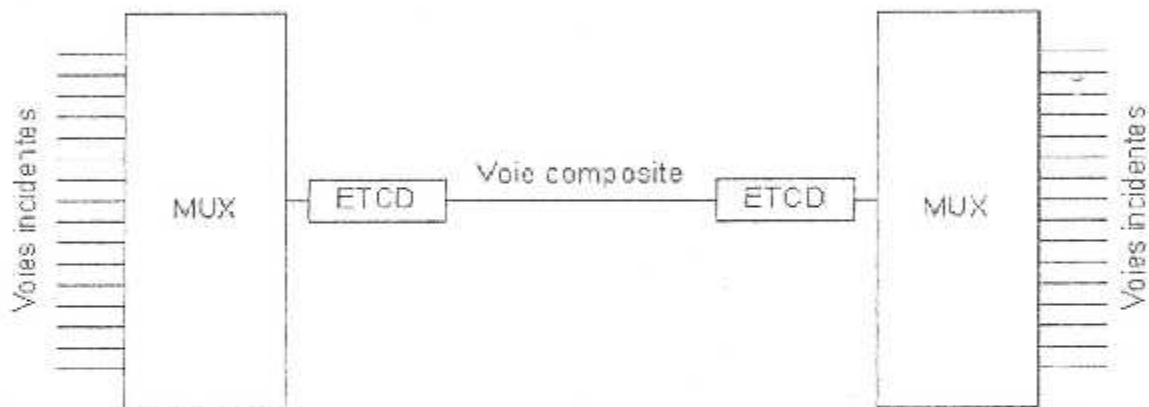 Voies incidentes
MUX
ETCD
Voie composite
ETCD
MUX
Voies incidentes